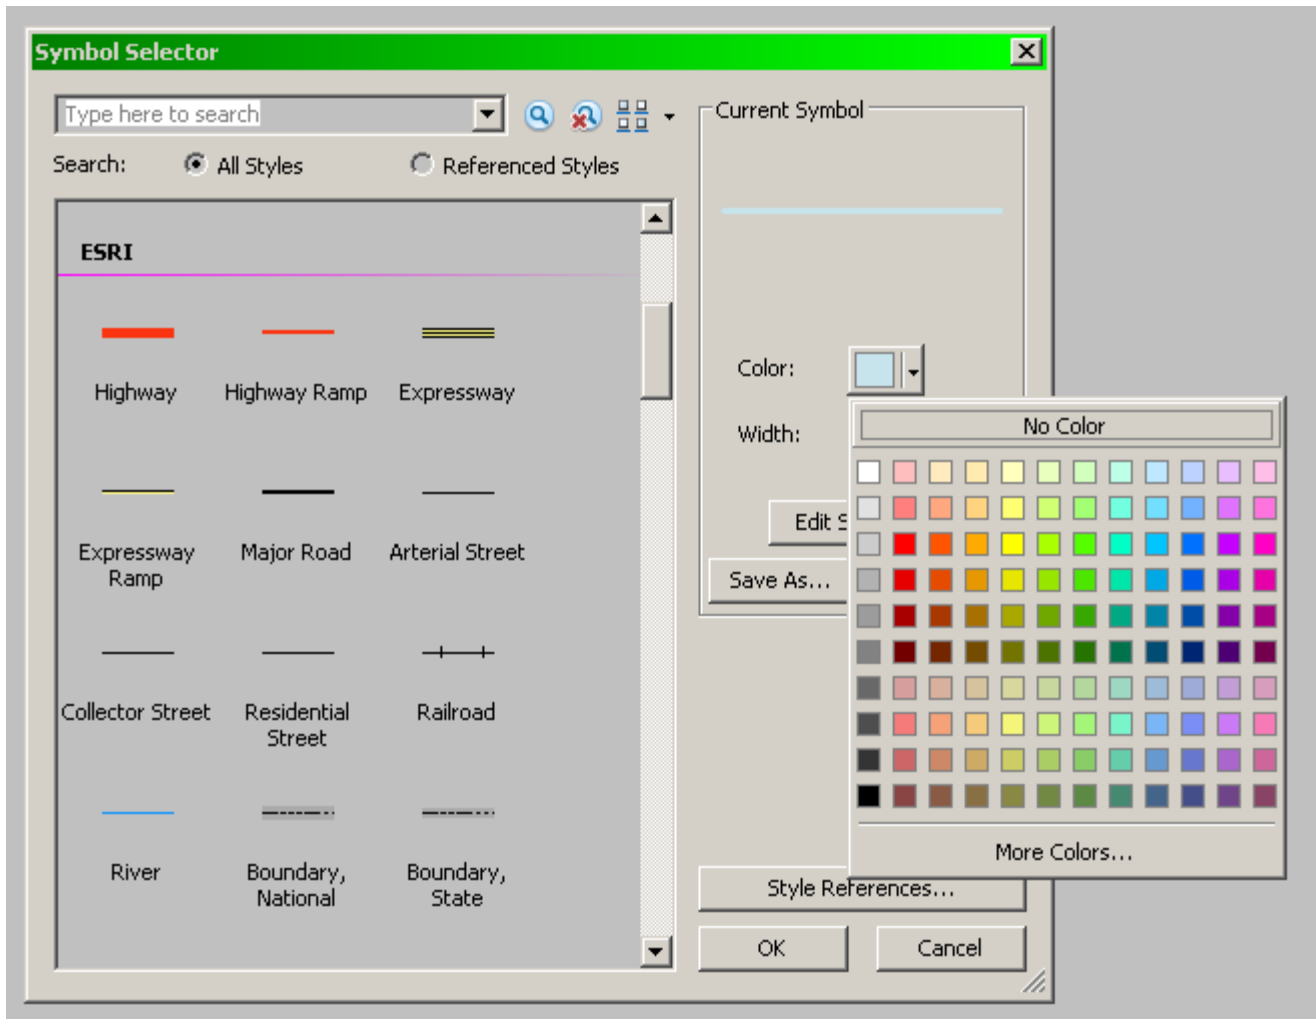 Symbol Selector
Type here to search
Search:
All Styles
Referenced Styles
Current Symbol
ESRI
Highway
Highway Ramp
Expressway
Color:
Width:
No Color
Expressway
Ramp
Major Road
Arterial Street
Edit S
Save As...
Collector Street
Residential
Street
Railroad
River
Boundary,
National
Boundary,
State
More Colors...
Style References...
OK
Cancel